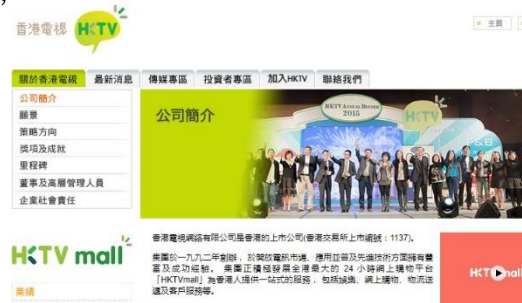 香港電視 HKTV
主頁
關於香港電視 最新消息 傳媒專區 投資者專區 加入HKTV 聯絡我們
公司簡介
願景
策略方向
獎項及成就
里程碑
董事及高層管理人員
企業社會責任
公司簡介
HKTV ANNUAL DINNER
2015
HKTV
香港電視網絡有限公司是香港的上市公司(香港交易所上市編號：1137)。
集團於一九九二年創辦，於開放電訊市場、應用訊息及先進技術方面擁有豐
富及成功經驗。集團正積極發展全港最大的 24 小時網上購物平台
「HKTVmall」為香港人提供一站式的服務，包括娛樂、網上購物、物流送
遞及客戶服務等。
HKTV mall
業績
HKTVmall